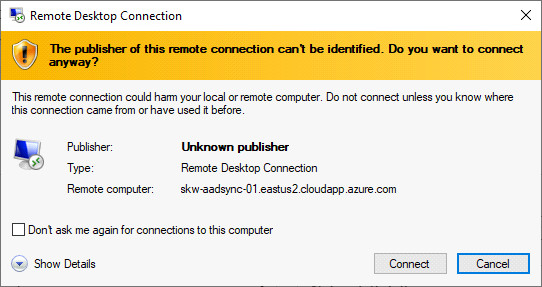 Remote Desktop Connection
The publisher of this remote connection can't be identified. Do you want to connect
anyway?
This remote connection could harm your local or remote computer. Do not connect unless you know where
this connection came from or have used it before.
Publisher: Unknown publisher
Type: Remote Desktop Connection
Remote computer: skw-aadsync-01.eastus2.cloudapp.azure.com
Don't ask me again for connections to this computer
Show Details Connect Cancel